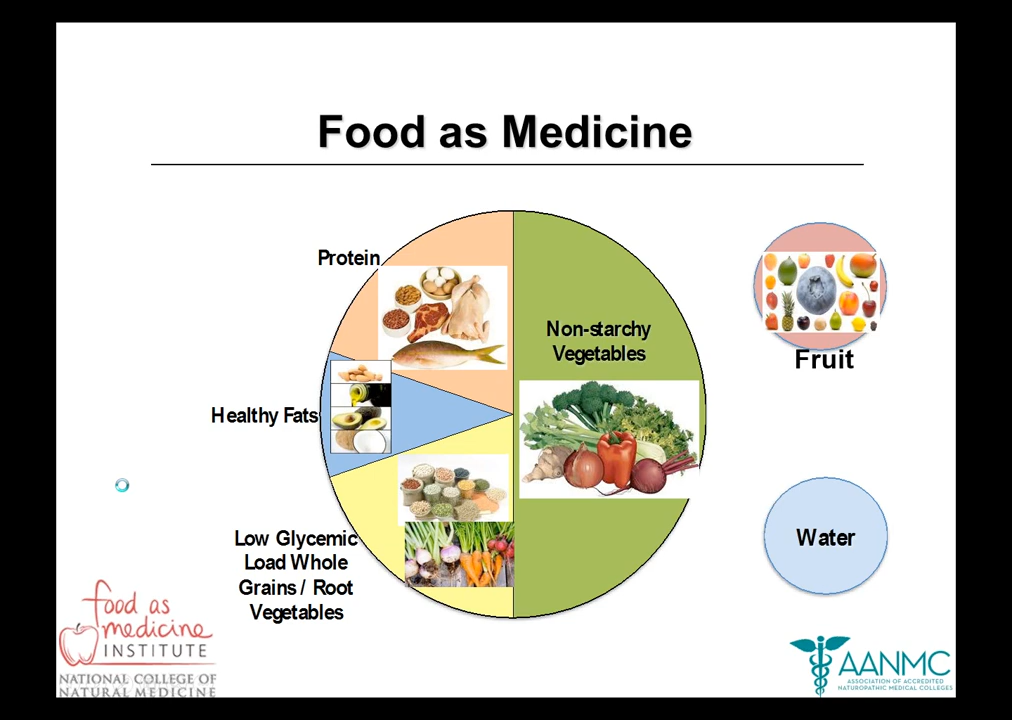 Food as Medicine
Protein
Non-starchy
Vegetables
Fruit
Healthy Fats
Water
Low Glycemic
Load Whole
Grains / Root
Vegetables
food as
medicine
INSTITUTE
NATIONAL COLLEGE OF
NATURAL MEDICINE
AANMC
ASSOCIATION OF ACCREDITED
NATUROPATHIC MEDICAL COLLEGES